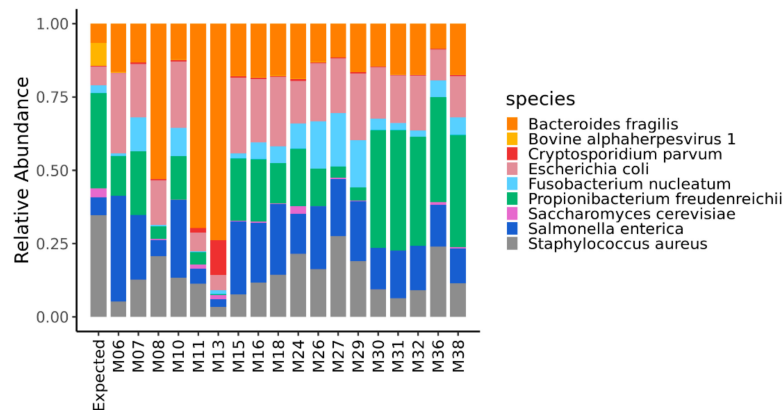 1.00
0.75
0.50
0.25
0.00
Relative Abundance
Expected
M06
M07
M08
M10
M11
M13
M15
M16
M18
M24
M26
M27
M29
M30
M31
M32
M36
M38
species
Bacteroides fragilis
Bovine alphaherpesvirus 1
Cryptosporidium parvum
Escherichia coli
Fusobacterium nucleatum
Propionibacterium freudenreichii
Saccharomyces cerevisiae
Salmonella enterica
Staphylococcus aureus